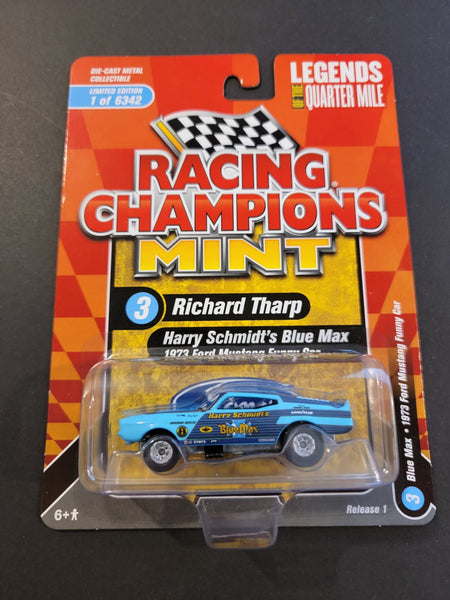 DIE-CAST METAL
COLLECTIBLE
LIMITED EDITION
1 of 6342
LEGENDS
OF THE
QUARTER MILE
RACING
CHAMPIONS
MINT
3
Richard Tharp
Harry Schmidt's Blue Max
1973 Ford Mustang Funny Car
Harry Schmidt's
Blue Max
3
Blue Max • 1973 Ford Mustang Funny Car
6+
Release 1